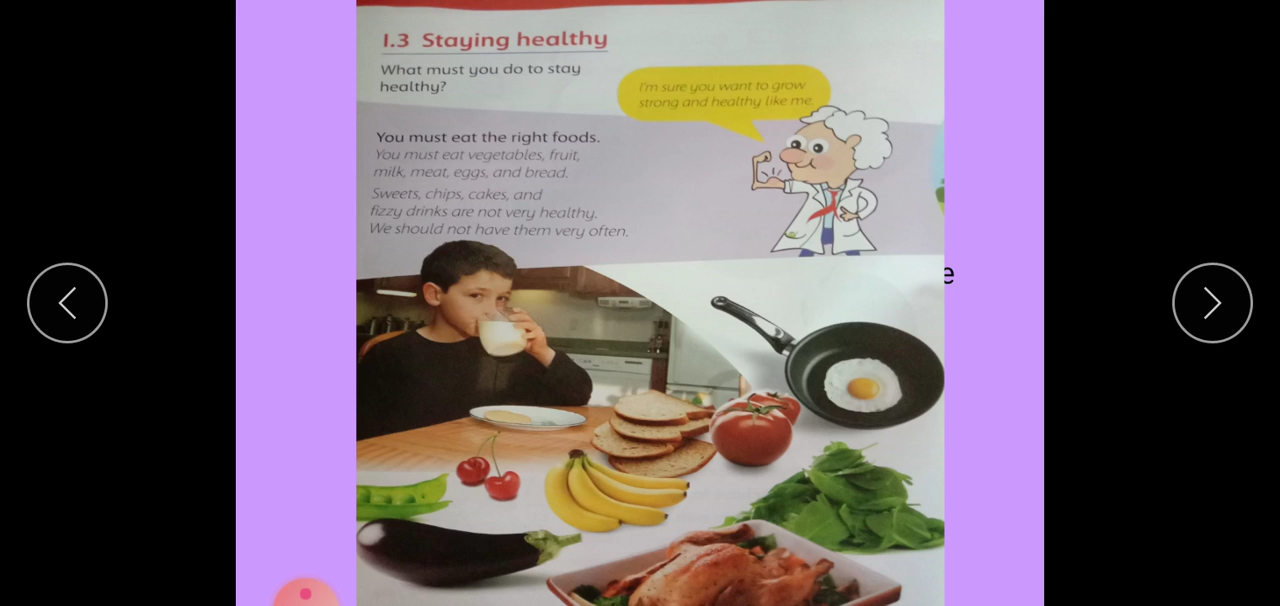 1.3 Staying healthy
What must you do to stay
healthy?
I'm sure you want to grow
strong and healthy like me.
You must eat the right foods.
You must eat vegetables, fruit,
milk, meat, eggs, and bread.
Sweets, chips, cakes, and
fizzy drinks are not very healthy.
We should not have them very often.
e